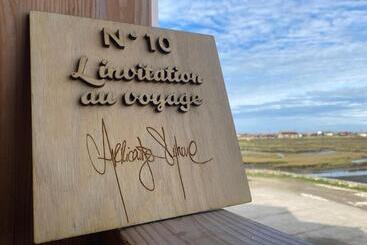 N° 10
L'invitation
au voyage